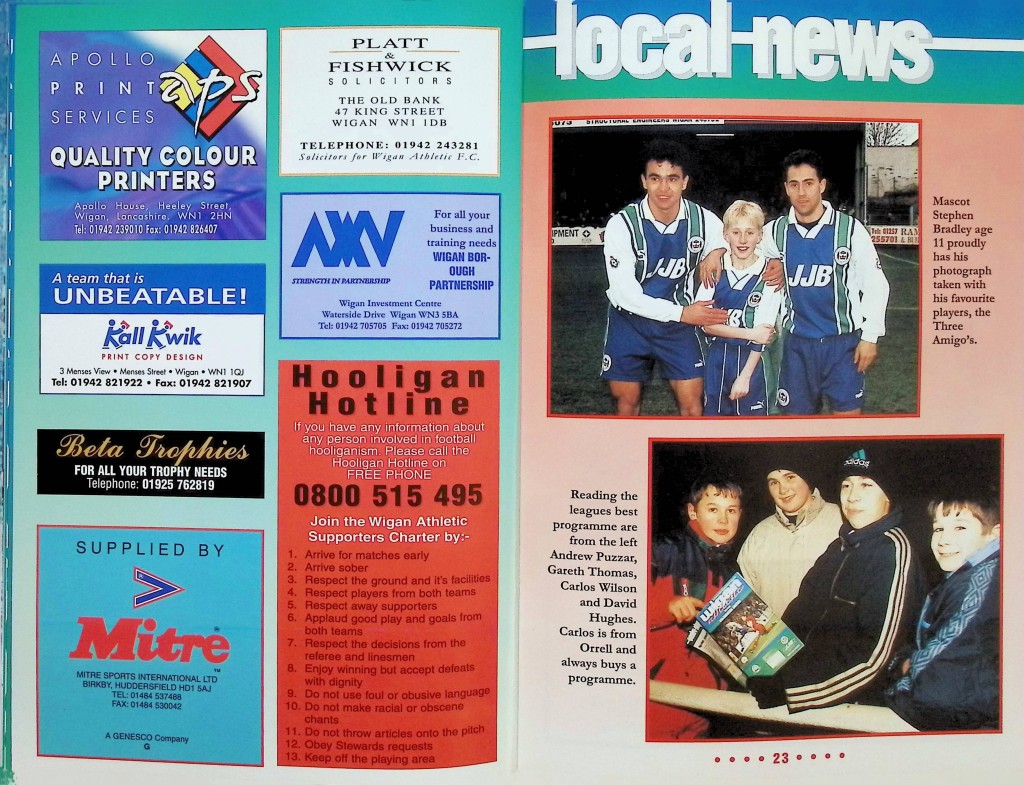 APOLLO
PRINT
SERVICES
aps
QUALITY COLOUR
PRINTERS
Apollo House, Heeley Street,
Wigan, Lancashire. WN1 2HN
Tel: 01942 239010 Fax: 01942 826407
A team that is
UNBEATABLE!
Kall Kwik
PRINT COPY DESIGN
3 Menses View • Menses Street • Wigan • WN1 1QJ
Tel: 01942 821922 • Fax: 01942 821907
Beta Trophies
FOR ALL YOUR TROPHY NEEDS
Telephone: 01925 762819
SUPPLIED BY
Mitre™
MITRE SPORTS INTERNATIONAL LTD
BIRKBY, HUDDERSFIELD HD1 5AJ
TEL: 01484 537488
FAX: 01484 530042
A GENESCO Company
G
PLATT
&
FISHWICK
SOLICITORS
THE OLD BANK
47 KING STREET
WIGAN WN1 1DB
TELEPHONE: 01942 243281
Solicitors for Wigan Athletic F.C.
STRENGTH IN PARTNERSHIP
For all your
business and
training needs
WIGAN BOR-
OUGH
PARTNERSHIP
Wigan Investment Centre
Waterside Drive Wigan WN3 5BA
Tel: 01942 705705 Fax: 01942 705272
Hooligan
Hotline
If you have any information about
any person involved in football
hooliganism. Please call the
Hooligan Hotline on
FREE PHONE
0800 515 495
Join the Wigan Athletic
Supporters Charter by:-
1. Arrive for matches early
2. Arrive sober
3. Respect the ground and it's facilities
4. Respect players from both teams
5. Respect away supporters
6. Applaud good play and goals from
both teams
7. Respect the decisions from the
referee and linesmen
8. Enjoy winning but accept defeats
with dignity
9. Do not use foul or obusive language
10. Do not make racial or obscene
chants
11. Do not throw articles onto the pitch
12. Obey Stewards requests
13. Keep off the playing area
local news
STRUCTURAL ENGINEERS WIGAN
JJB
JJB
Tel: 01257
255701 &
Mascot
Stephen
Bradley age
11 proudly
has his
photograph
taken with
his favourite
players, the
Three
Amigo's.
adidas
Reading the
leagues best
programme are
from the left
Andrew Puzzar,
Gareth Thomas,
Carlos Wilson
and David
Hughes.
Carlos is from
Orrell and
always buys a
programme.
• • • • 23 • • • •